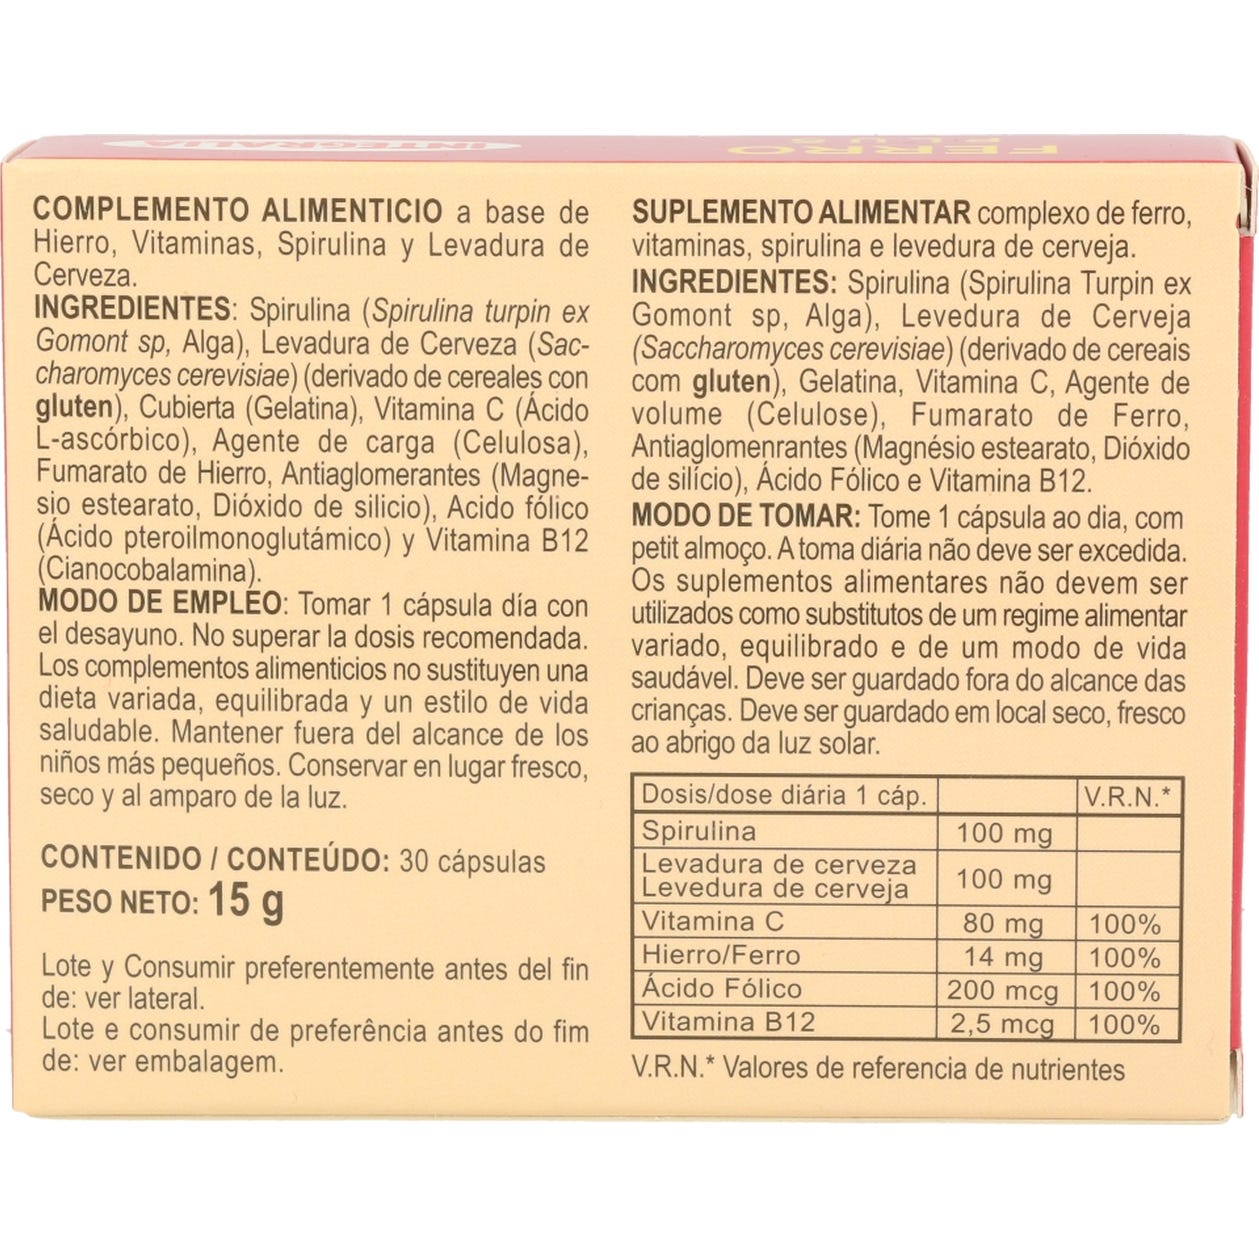 INTEGRALIA
FERRO
PLUS
COMPLEMENTO ALIMENTICIO a base de
Hierro, Vitaminas, Spirulina y Levadura de
Cerveza.
INGREDIENTES: Spirulina (Spirulina turpin ex
Gomont sp, Alga), Levadura de Cerveza (Sac-
charomyces cerevisiae) (derivado de cereales con
gluten), Cubierta (Gelatina), Vitamina C (Ácido
L-ascórbico), Agente de carga (Celulosa),
Fumarato de Hierro, Antiaglomerantes (Magne-
sio estearato, Dióxido de silicio), Acido fólico
(Ácido pteroilmonoglutámico) y Vitamina B12
(Cianocobalamina).
MODO DE EMPLEO: Tomar 1 cápsula día con
el desayuno. No superar la dosis recomendada.
Los complementos alimenticios no sustituyen una
dieta variada, equilibrada y un estilo de vida
saludable. Mantener fuera del alcance de los
niños más pequeños. Conservar en lugar fresco,
seco y al amparo de la luz.
CONTENIDO / CONTEÚDO: 30 cápsulas
PESO NETO: 15 g
Lote y Consumir preferentemente antes del fin
de: ver lateral.
Lote e consumir de preferência antes do fim
de: ver embalagem.
SUPLEMENTO ALIMENTAR complexo de ferro,
vitaminas, spirulina e levedura de cerveja.
INGREDIENTES: Spirulina (Spirulina Turpin ex
Gomont sp, Alga), Levedura de Cerveja
(Saccharomyces cerevisiae) (derivado de cereais
com gluten), Gelatina, Vitamina C, Agente de
volume (Celulose), Fumarato de Ferro,
Antiaglomenrantes (Magnésio estearato, Dióxido
de silício), Ácido Fólico e Vitamina B12.
MODO DE TOMAR: Tome 1 cápsula ao dia, com
petit almoço. A toma diária não deve ser excedida.
Os suplementos alimentares não devem ser
utilizados como substitutos de um regime alimentar
variado, equilibrado e de um modo de vida
saudável. Deve ser guardado fora do alcance das
crianças. Deve ser guardado em local seco, fresco
ao abrigo da luz solar.
Dosis/dose diária 1 cáp. V.R.N.*
Spirulina 100 mg
Levadura de cerveza
Levedura de cerveja 100 mg
Vitamina C 80 mg 100%
Hierro/Ferro 14 mg 100%
Ácido Fólico 200 mcg 100%
Vitamina B12 2,5 mcg 100%
V.R.N.* Valores de referencia de nutrientes